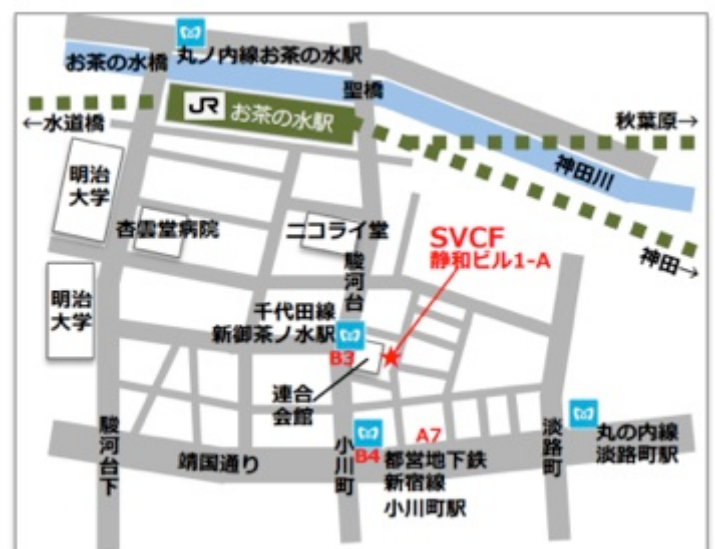 丸ノ内線お茶の水駅
お茶の水橋
聖橋
JR お茶の水駅
←水道橋
秋葉原→
神田川
明治
大学
杏雲堂病院
ニコライ堂
SVCF
静和ビル1-A
神田→
駿河台
明治
大学
千代田線
新御茶ノ水駅
B3
連合
会館
駿河台下
靖国通り
小川町
B4
A7
都営地下鉄
新宿線
小川町駅
淡路町
丸の内線
淡路町駅